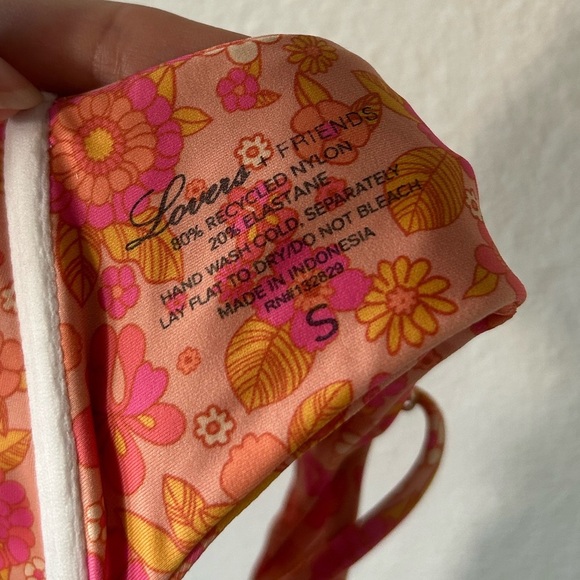 Lovers + FRIENDS
80% RECYCLED NYLON
20% ELASTANE
HAND WASH COLD SEPARATELY
LAY FLAT TO DRY/DO NOT BLEACH
MADE IN INDONESIA
RN#132829
S